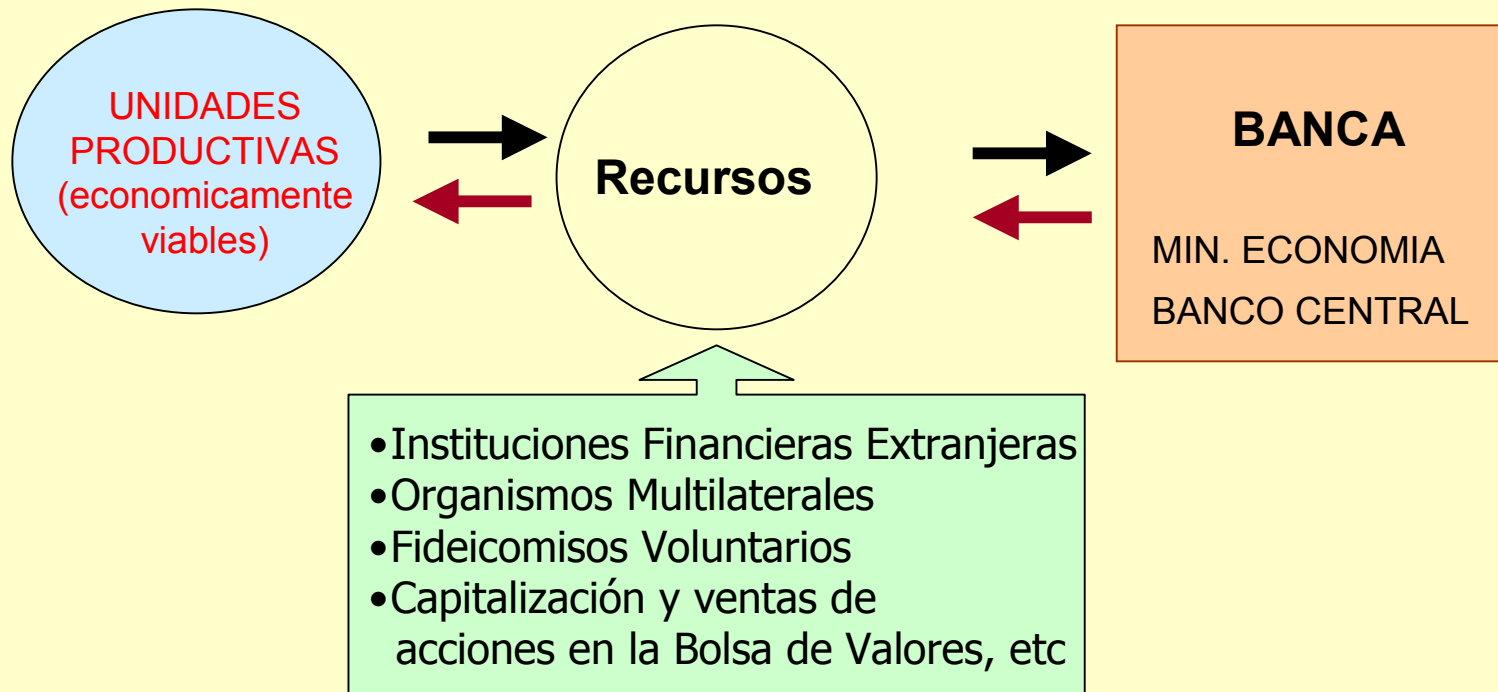 UNIDADES
PRODUCTIVAS
(economicamente
viables)
Recursos
BANCA
MIN. ECONOMIA
BANCO CENTRAL
•Instituciones Financieras Extranjeras
•Organismos Multilaterales
•Fideicomisos Voluntarios
•Capitalización y ventas de
acciones en la Bolsa de Valores, etc